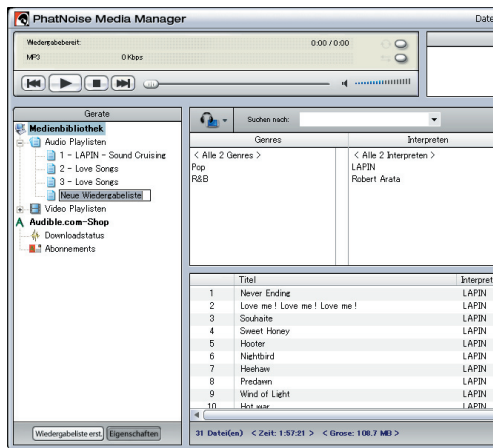 PhatNoise Media Manager
Date
Wiedergabebereit:
0:00 / 0:00
MP3
0 Kbps
Gerate
Medienbibliothek
Audio Playlisten
1 - LAPIN - Sound Cruising
2 - Love Songs
3 - Love Songs
Neue Wiedergabeliste
Video Playlisten
Audible.com-Shop
Downloadstatus
Abonnements
Wiedergabeliste erst.
Eigenschaften
Suchen nach:
Genres
Interpreten
< Alle 2 Genres >
< Alle 2 Interpreten >
Pop
LAPIN
R&B
Robert Arata
Titel
Interpret
1 Never Ending LAPIN
2 Love me ! Love me ! Love me ! LAPIN
3 Souhaite LAPIN
4 Sweet Honey LAPIN
5 Hooter LAPIN
6 Nightbird LAPIN
7 Heehaw LAPIN
8 Predawn LAPIN
9 Wind of Light LAPIN
10 Hot war LAPIN
31 Datei(en) < Zeit: 1:57:21 > < Grose: 108.7 MB >